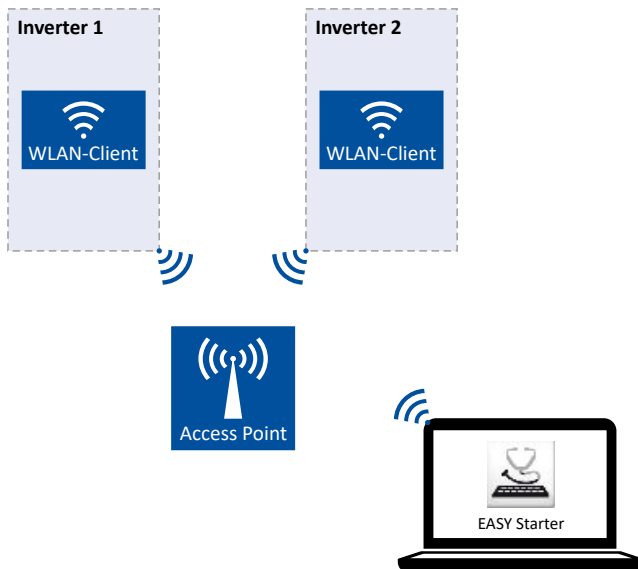 Inverter 1
Inverter 2
WLAN-Client
WLAN-Client
Access Point
EASY Starter